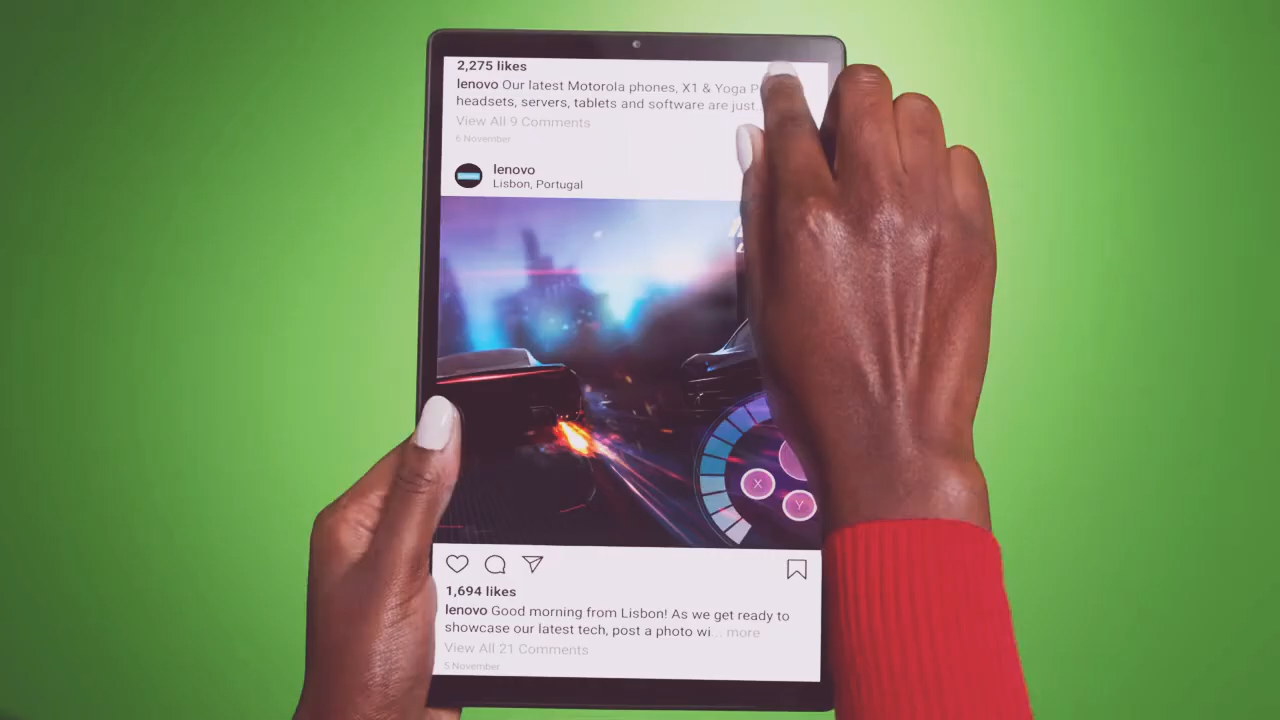 2,275 likes
lenovo Our latest Motorola phones, X1 & Yoga
headsets, servers, tablets and software are just
View All 9 Comments
6 November
lenovo
Lisbon, Portugal
X
Y
1,694 likes
lenovo Good morning from Lisbon! As we get ready to
showcase our latest tech, post a photo wi... more
View All 21 Comments
5 November